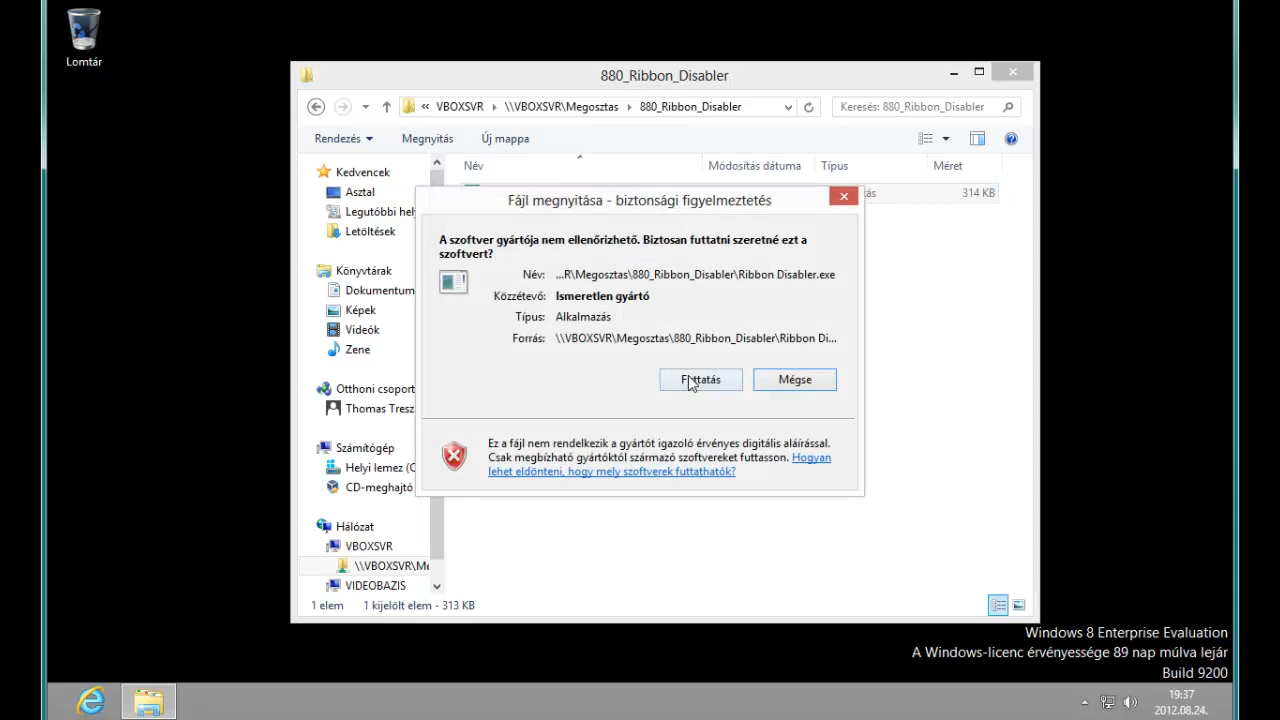 Lomtár
880_Ribbon_Disabler
« VBOXSVR ▸ \\VBOXSVR\Megosztas ▸ 880_Ribbon_Disabler
Keresés: 880_Ribbon_Disabler
Rendezés
Megnyitás
Új mappa
Név
Módosítás dátuma
Típus
Méret
314 KB
Kedvencek
Asztal
Legutóbbi
Letöltések
Könyvtárak
Dokumentum
Képek
Videók
Zene
Otthoni csoport
Thomas Tresz
Számítógép
Helyi lemez (C
CD-meghajtó
Hálózat
VBOXSVR
\\VBOXSVR\Me
VIDEOBAZIS
Fájl megnyitása - biztonsági figyelmeztetés
A szoftver gyártója nem ellenőrizhető. Biztosan futtatni szeretné ezt a
szoftvert?
Név: ...R\Megosztas\880_Ribbon_Disabler\Ribbon Disabler.exe
Közzétevő: Ismeretlen gyártó
Típus: Alkalmazás
Forrás: \\VBOXSVR\Megosztas\880_Ribbon_Disabler\Ribbon Di...
Futtatás
Mégse
Ez a fájl nem rendelkezik a gyártót igazoló érvényes digitális aláírással.
Csak megbízható gyártóktól származó szoftvereket futtasson. Hogyan
lehet eldönteni, hogy mely szoftverek futtathatók?
1 elem
1 kijelölt elem - 313 KB
Windows 8 Enterprise Evaluation
A Windows-licenc érvényessége 89 nap múlva lejár
Build 9200
19:37
2012.08.24.